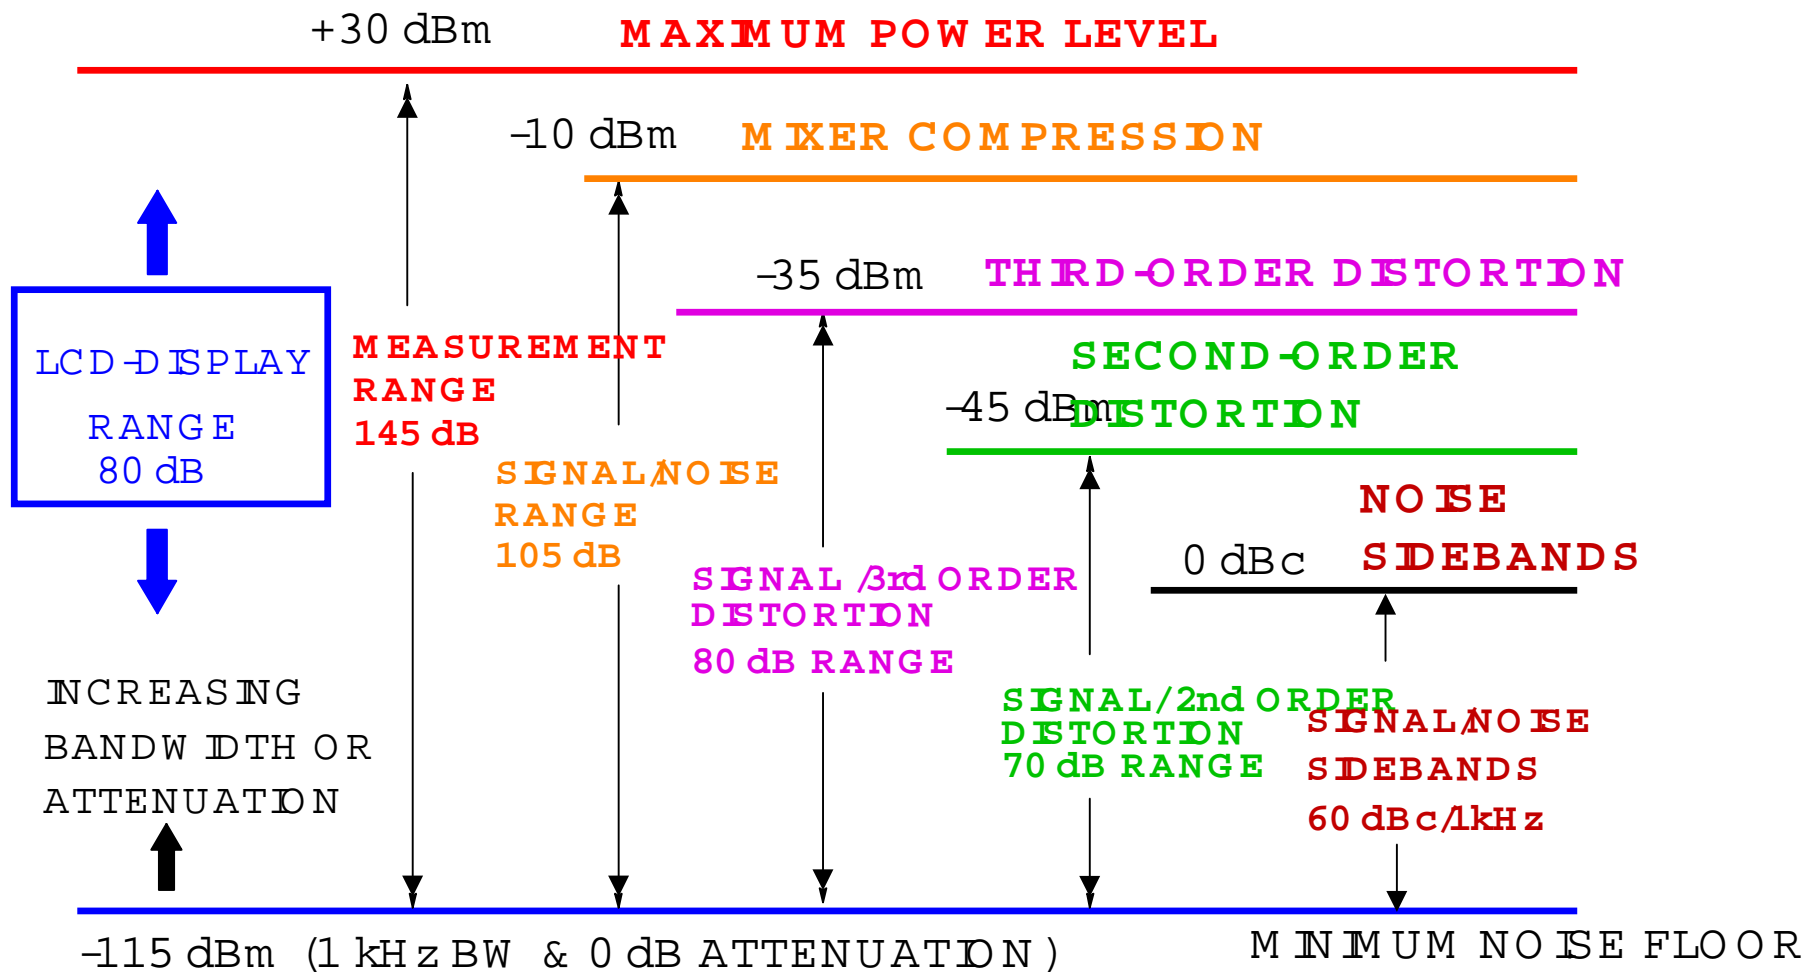 +30 dBm
MAXIMUM POWER LEVEL
-10 dBm
MIXER COMPRESSION
-35 dBm
THIRD-ORDER DISTORTION
LCD-DISPLAY
RANGE
80 dB
MEASUREMENT
RANGE
145 dB
SECOND-ORDER
-45 dBm
DISTORTION
SIGNAL/NOISE
RANGE
105 dB
NOISE
0 dBc
SIDEBANDS
SIGNAL /3rd ORDER
DISTORTION
80 dB RANGE
SIGNAL/2nd ORDER
DISTORTION
70 dB RANGE
SIGNAL/NOISE
SIDEBANDS
60 dBc/1kHz
INCREASING
BANDWIDTH OR
ATTENUATION
-115 dBm (1 kHz BW & 0 dB ATTENUATION)
MINIMUM NOISE FLOOR